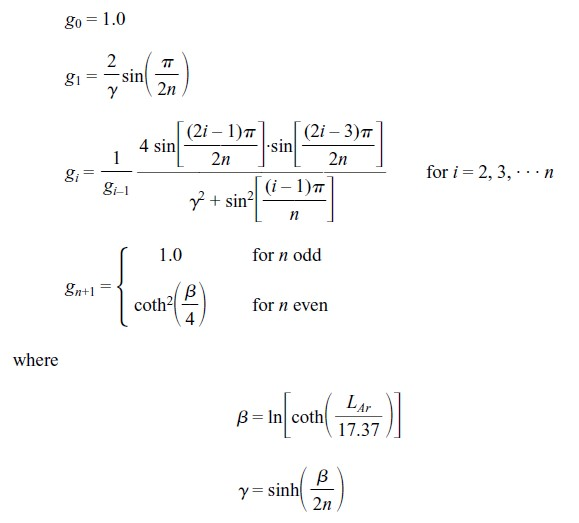 g₀ = 1.0
g₁ = 2/γ sin(π/2n)
gᵢ = 1/gᵢ₋₁ 4 sin[(2i – 1)π/2n]·sin[(2i – 3)π/2n] / γ² + sin²[(i – 1)π/n] for i = 2, 3, ··· n
gₙ₊₁ = { 1.0 for n odd
coth²(β/4) for n even
where
β = ln[coth(L_Ar/17.37)]
γ = sinh(β/2n)